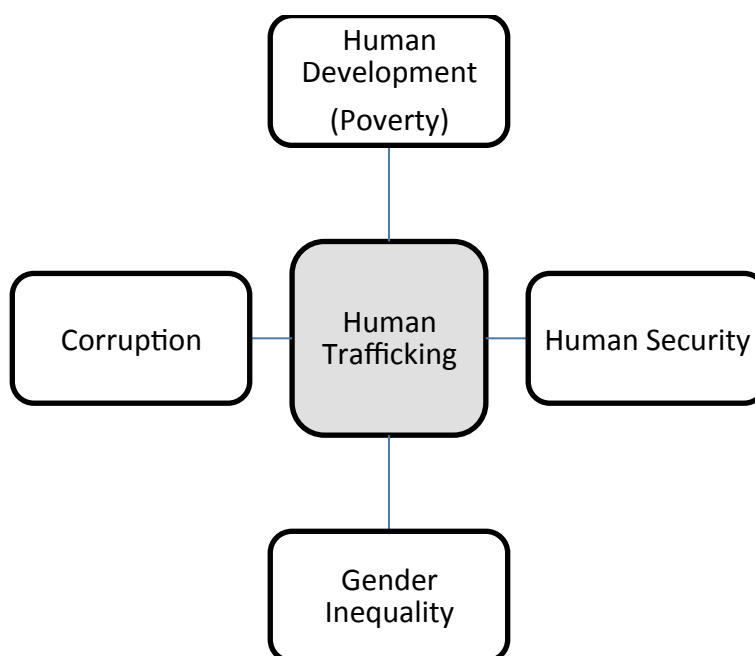 Human
Development
(Poverty)
Corruption
Human
Trafficking
Human Security
Gender
Inequality